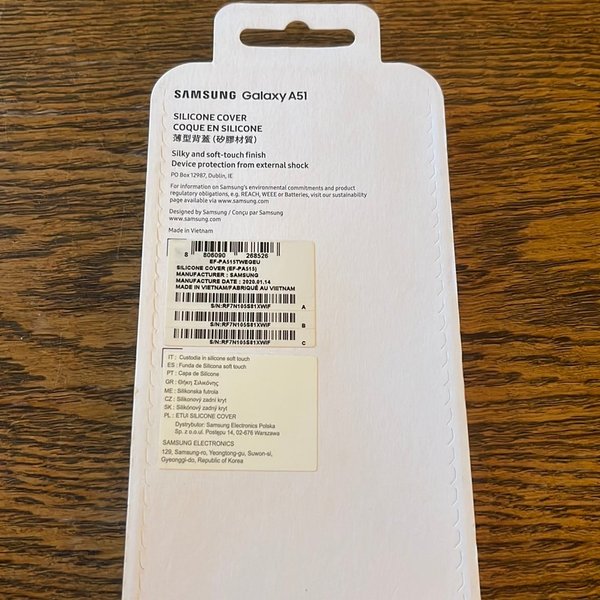 SAMSUNG Galaxy A51
SILICONE COVER
COQUE EN SILICONE
薄型背蓋 (矽膠材質)
Silky and soft-touch finish
Device protection from external shock
PO Box 12987, Dublin, IE
For information on Samsung's environmental commitments and product
regulatory obligations, e.g. REACH, WEEE or Batteries, visit our sustainability
page available via www.samsung.com
Designed by Samsung / Conçu par Samsung
www.samsung.com
Made in Vietnam
8 806090 268526
EF-PA515TWEGEU
SILICONE COVER (EF-PA515)
MANUFACTURER : SAMSUNG
MANUFACTURE DATE : 2020.01.14
MADE IN VIETNAM/FABRIQUÉ AU VIETNAM
S/N:RF7N105S81XWIF A
S/N:RF7N105S81XWIF B
S/N:RF7N105S81XWIF C
IT : Custodia in silicone soft touch
ES : Funda de Silicona soft touch
PT : Capa de Silicone
GR : Θήκη Σιλικόνης
ME : Silikonska futrola
CZ : Silikonový zadní kryt
SK : Silikónový zadný kryt
PL : ETUI SILICONE COVER
Dystrybutor: Samsung Electronics Polska
Sp. z o.o.ul. Postępu 14, 02-676 Warszawa
SAMSUNG ELECTRONICS
129, Samsung-ro, Yeongtong-gu, Suwon-si,
Gyeonggi-do, Republic of Korea